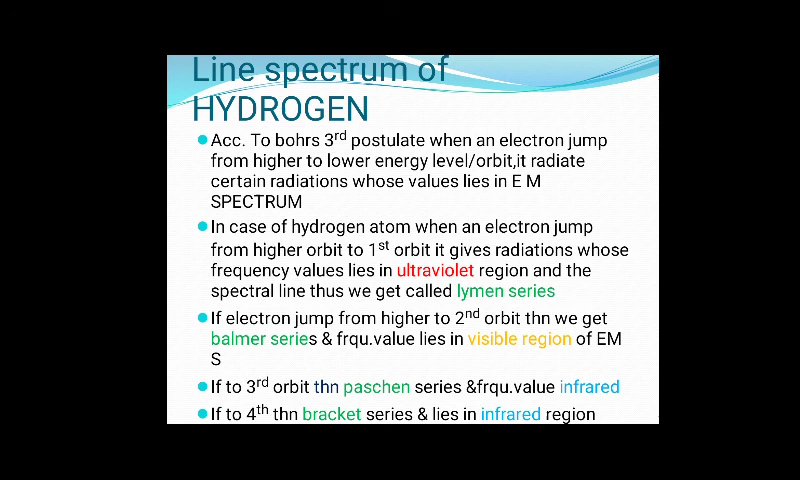 Line spectrum of
HYDROGEN
Acc. To bohrs 3rd postulate when an electron jump
from higher to lower energy level/orbit,it radiate
certain radiations whose values lies in E M
SPECTRUM
In case of hydrogen atom when an electron jump
from higher orbit to 1st orbit it gives radiations whose
frequency values lies in ultraviolet region and the
spectral line thus we get called lymen series
If electron jump from higher to 2nd orbit thn we get
balmer series & frqu.value lies in visible region of EM
S
If to 3rd orbit thn paschen series &frqu.value infrared
If to 4th thn bracket series & lies in infrared region